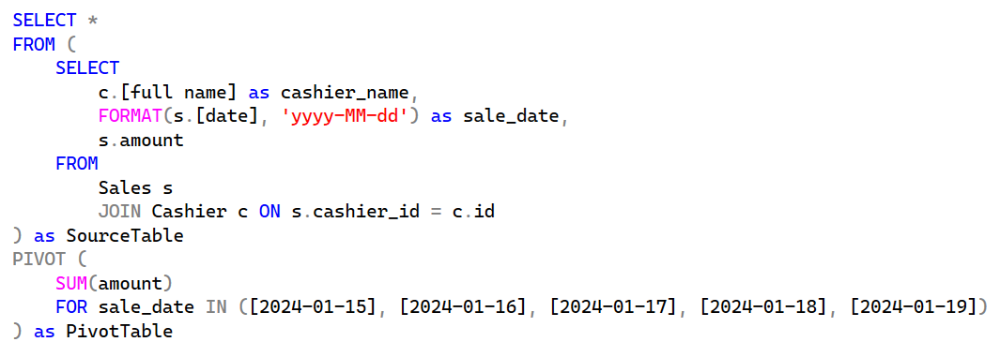 SELECT *
FROM (
    SELECT
        c.[full name] as cashier_name,
        FORMAT(s.[date], 'yyyy-MM-dd') as sale_date,
        s.amount
    FROM
        Sales s
        JOIN Cashier c ON s.cashier_id = c.id
) as SourceTable
PIVOT (
    SUM(amount)
    FOR sale_date IN ([2024-01-15], [2024-01-16], [2024-01-17], [2024-01-18], [2024-01-19])
) as PivotTable